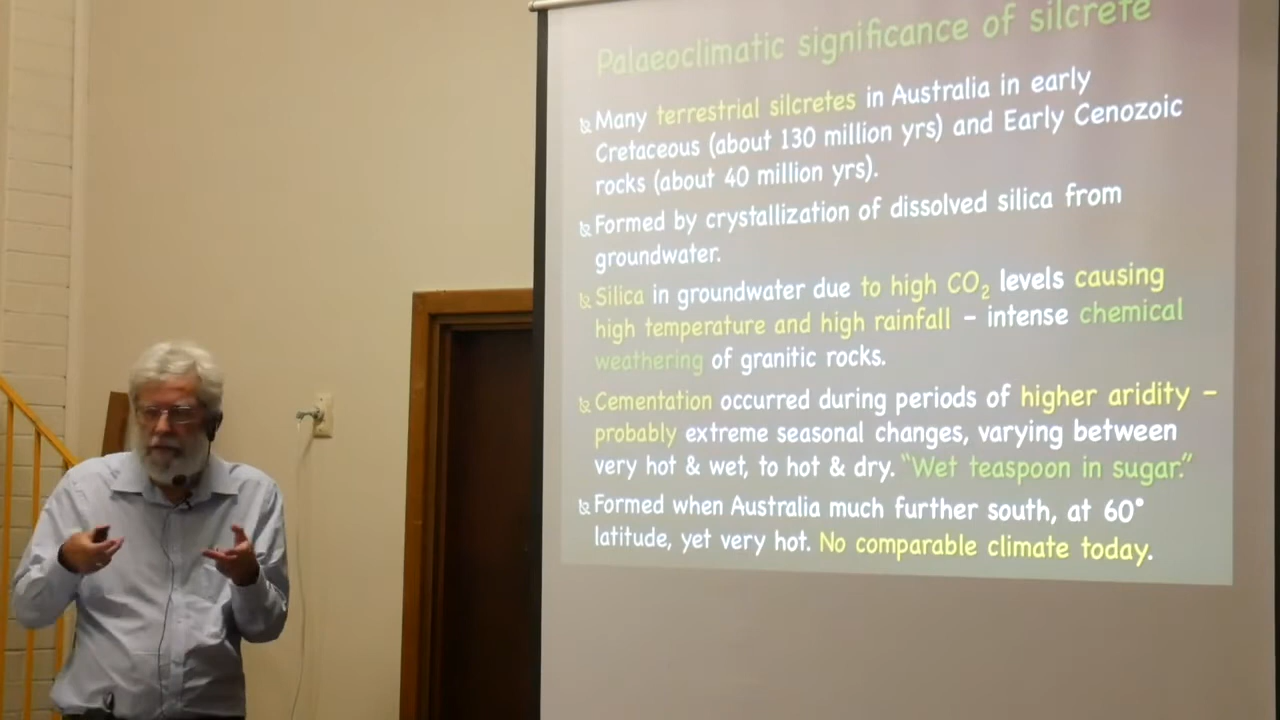 Palaeoclimatic significance of silcrete
Many terrestrial silcretes in Australia in early
Cretaceous (about 130 million yrs) and Early Cenozoic
rocks (about 40 million yrs).
Formed by crystallization of dissolved silica from
groundwater.
Silica in groundwater due to high CO₂ levels causing
high temperature and high rainfall – intense chemical
weathering of granitic rocks.
Cementation occurred during periods of higher aridity –
probably extreme seasonal changes, varying between
very hot & wet, to hot & dry. “Wet teaspoon in sugar.”
Formed when Australia much further south, at 60°
latitude, yet very hot. No comparable climate today.